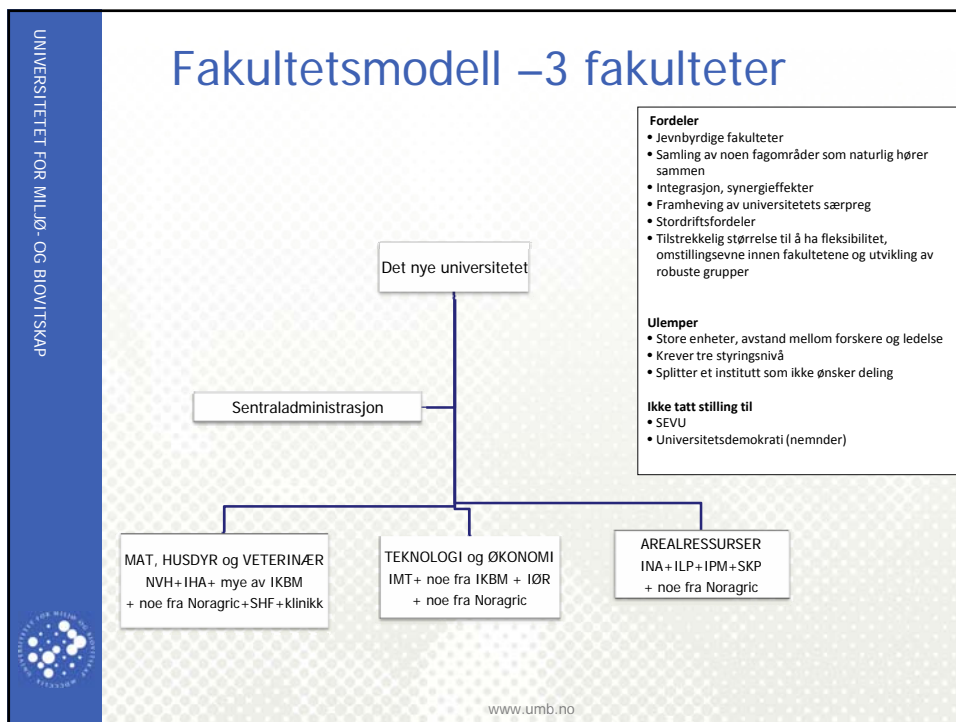 UNIVERSITETET FOR MILJØ- OG BIOVITSKAP
Fakultetsmodell –3 fakulteter
Fordeler
• Jevnbyrdige fakulteter
• Samling av noen fagområder som naturlig hører
sammen
• Integrasjon, synergieffekter
• Framheving av universitetets særpreg
• Stordriftsfordeler
• Tilstrekkelig størrelse til å ha fleksibilitet,
omstillingsevne innen fakultetene og utvikling av
robuste grupper
Ulemper
• Store enheter, avstand mellom forskere og ledelse
• Krever tre styringsnivå
• Splitter et institutt som ikke ønsker deling
Ikke tatt stilling til
• SEVU
• Universitetsdemokrati (nemnder)
Det nye universitetet
Sentraladministrasjon
MAT, HUSDYR og VETERINÆR
NVH+IHA+ mye av IKBM
+ noe fra Noragric+SHF+klinikk
TEKNOLOGI og ØKONOMI
IMT+ noe fra IKBM + IØR
+ noe fra Noragric
AREALRESSURSER
INA+ILP+IPM+SKP
+ noe fra Noragric
UNIVERSITETET FOR MILJØ OG BIOVITSKAP
www.umb.no